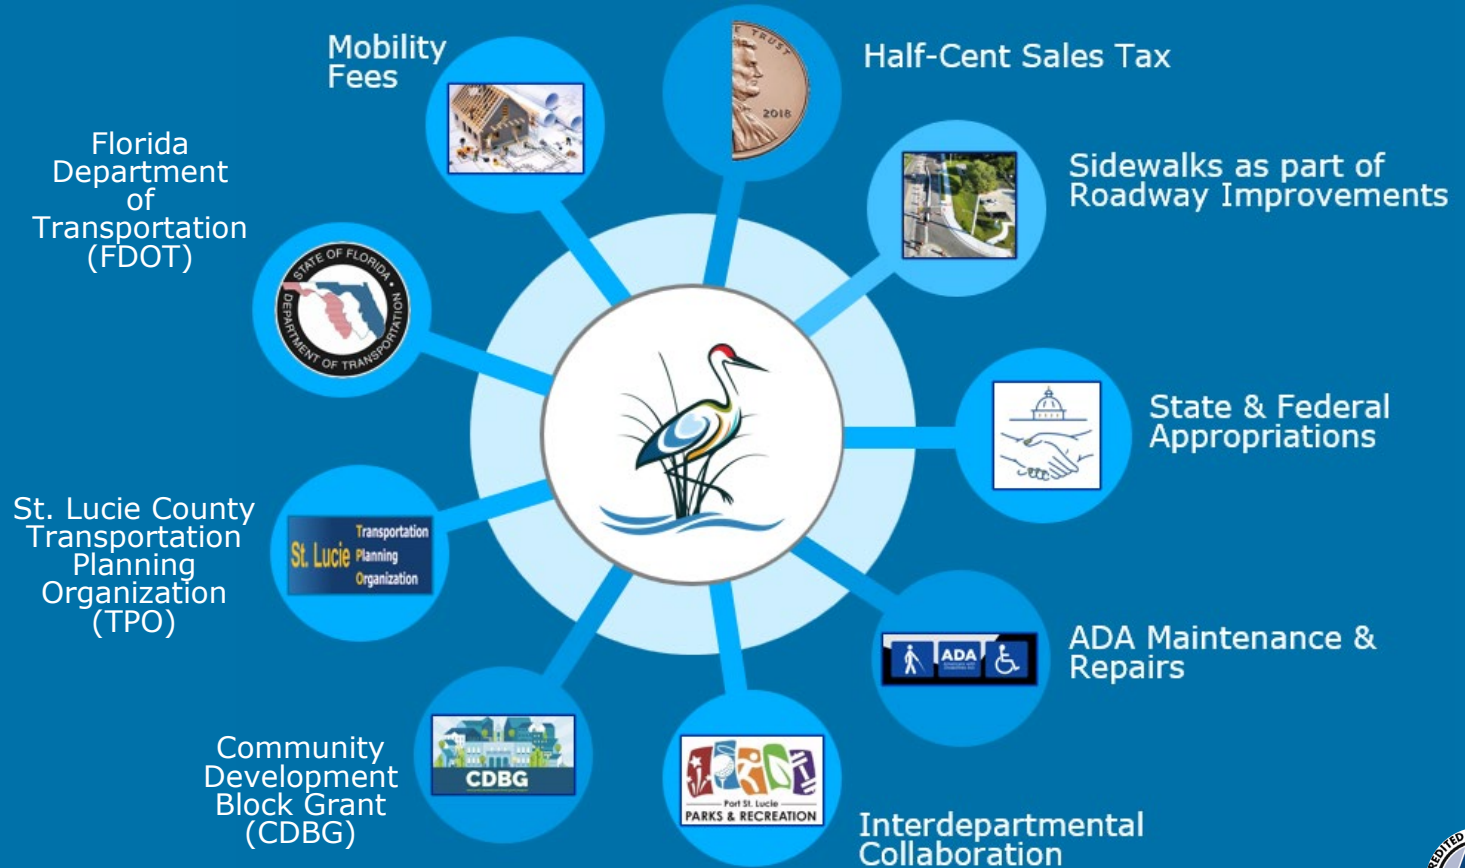 Mobility
Fees
Half-Cent Sales Tax
E TRUST
2018
Florida
Department
of
Transportation
(FDOT)
STATE OF FLORIDA
DEPARTMENT OF TRANSPORTATION
Sidewalks as part of
Roadway Improvements
State & Federal
Appropriations
St. Lucie County
Transportation
Planning
Organization
(TPO)
St. Lucie
Transportation
Planning
Organization
ADA Maintenance &
Repairs
ADA
Community
Development
Block Grant
(CDBG)
CDBG
Port St. Lucie
PARKS & RECREATION
Interdepartmental
Collaboration